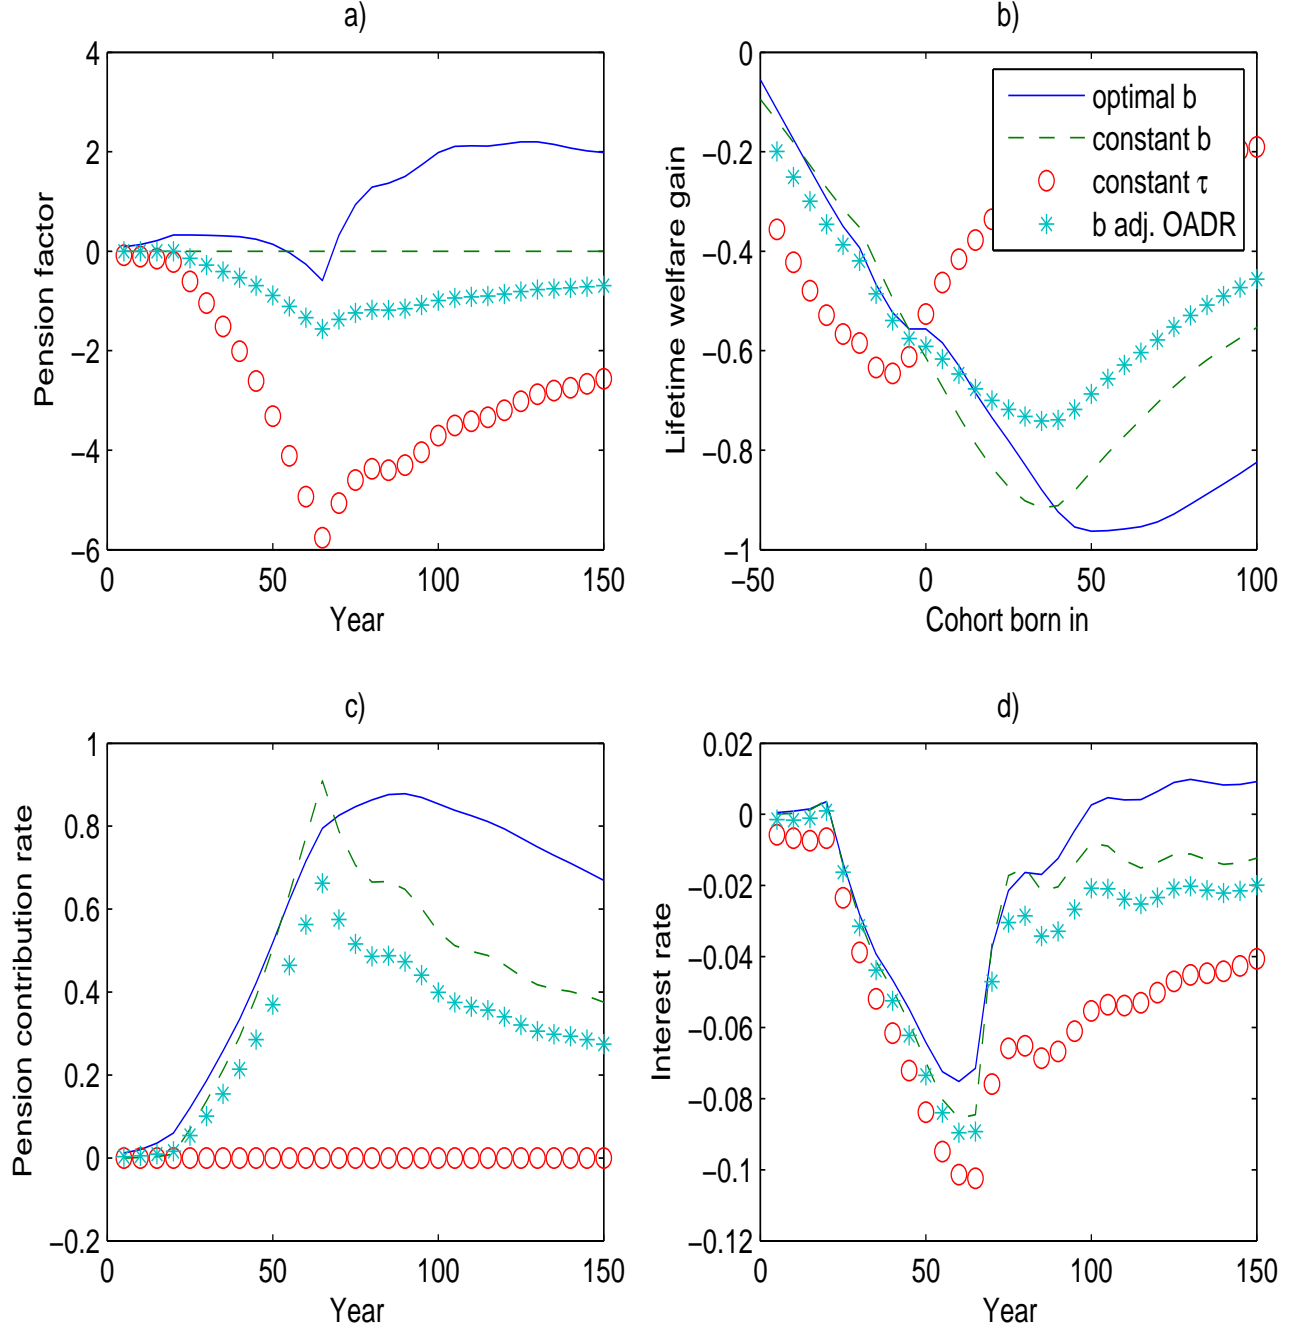 a)
4
2
0
−2
−4
−6
Pension factor
0
50
100
150
Year
b)
0
−0.2
−0.4
−0.6
−0.8
−1
Lifetime welfare gain
optimal b
constant b
constant τ
b adj. OADR
−50
0
50
100
Cohort born in
c)
1
0.8
0.6
0.4
0.2
0
−0.2
Pension contribution rate
0
50
100
150
Year
d)
0.02
0
−0.02
−0.04
−0.06
−0.08
−0.1
−0.12
Interest rate
0
50
100
150
Year